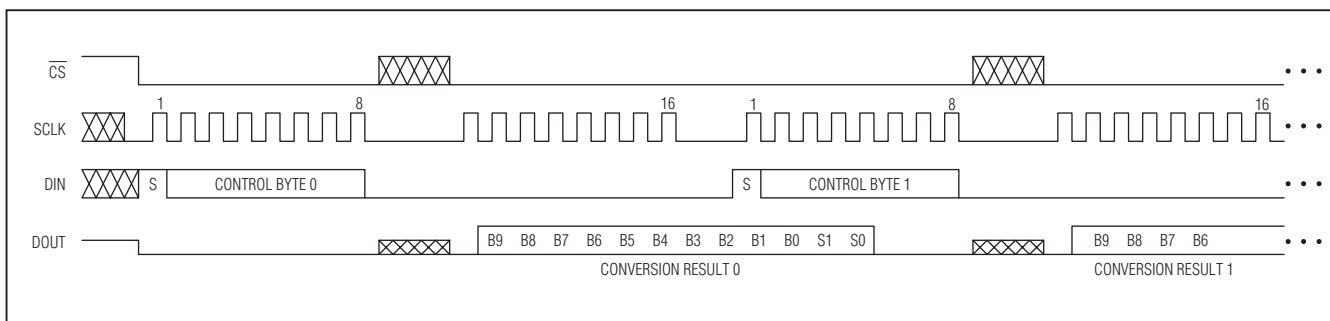 CS
1 8 16 1 8 16
SCLK
DIN S CONTROL BYTE 0 S CONTROL BYTE 1
DOUT B9 B8 B7 B6 B5 B4 B3 B2 B1 B0 S1 S0 B9 B8 B7 B6
CONVERSION RESULT 0 CONVERSION RESULT 1